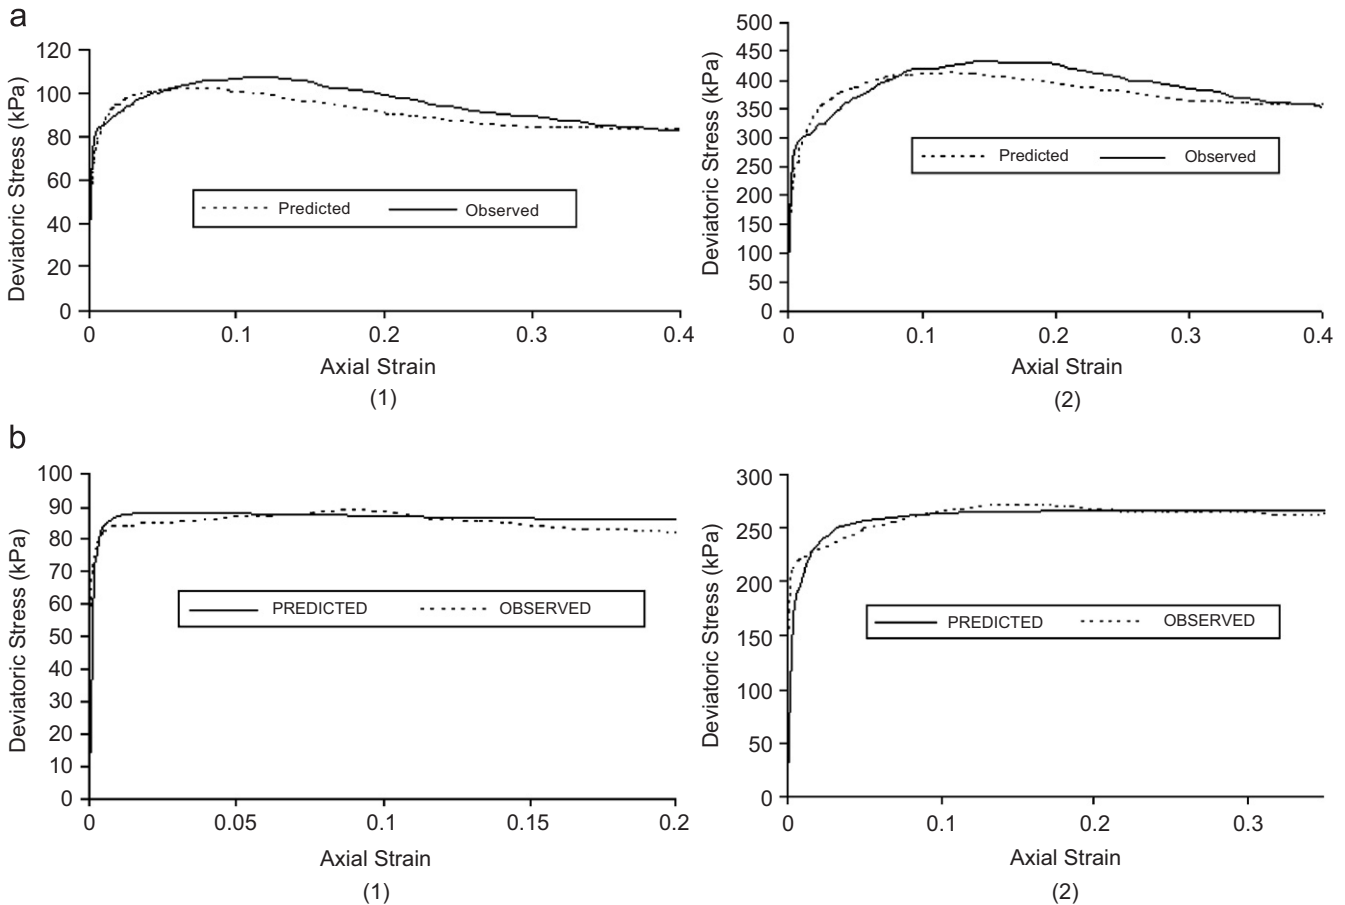 a
120
100
80
60
40
20
0
Deviatoric Stress (kPa)
Predicted Observed
0 0.1 0.2 0.3 0.4
Axial Strain
(1)
500
450
400
350
300
250
200
150
100
50
0
Deviatoric Stress (kPa)
Predicted Observed
0 0.1 0.2 0.3 0.4
Axial Strain
(2)
b
100
90
80
70
60
50
40
30
20
10
0
Deviatoric Stress (kPa)
PREDICTED OBSERVED
0 0.05 0.1 0.15 0.2
Axial Strain
(1)
300
250
200
150
100
50
0
Deviatoric Stress (kPa)
PREDICTED OBSERVED
0 0.1 0.2 0.3
Axial Strain
(2)